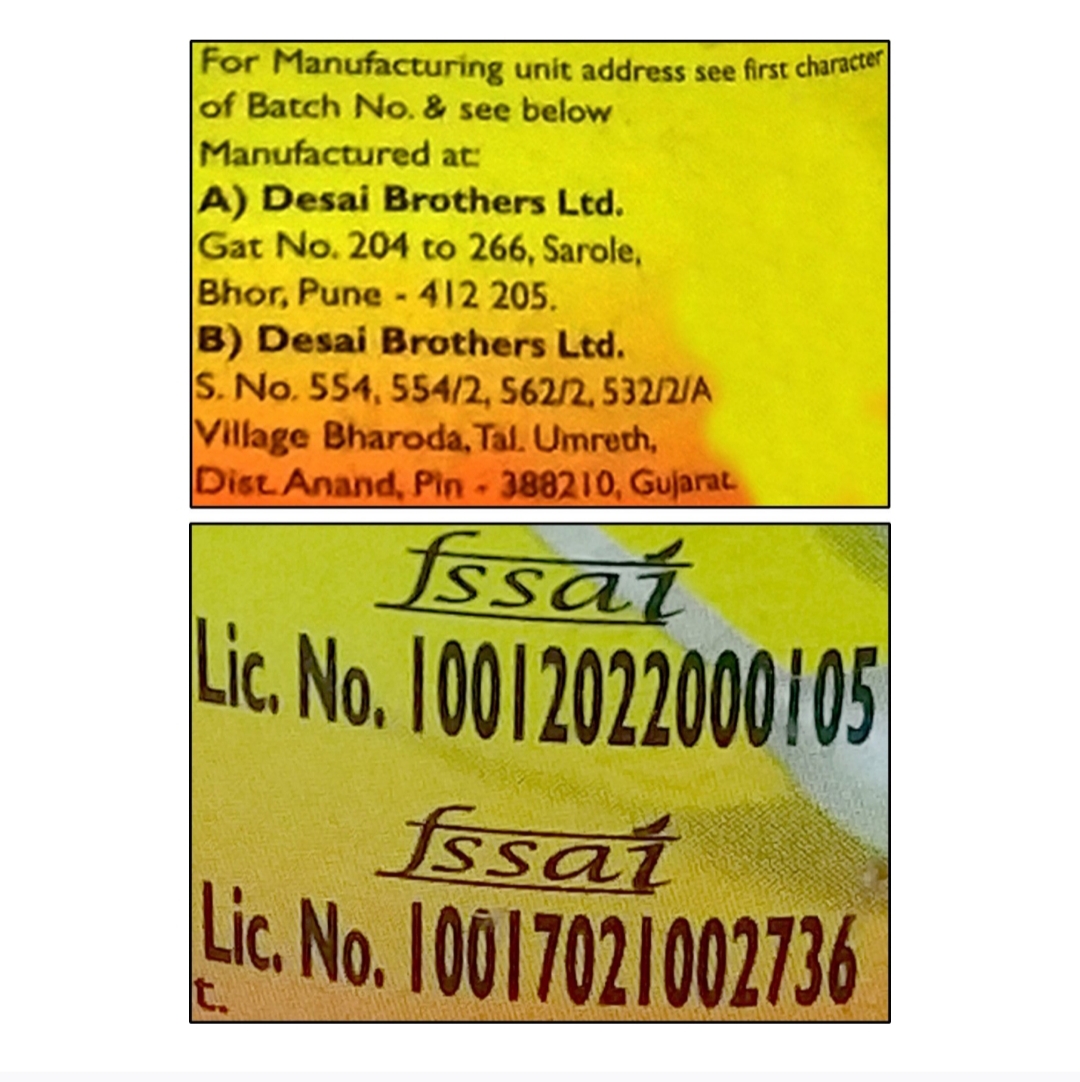 For Manufacturing unit address see first character
of Batch No. & see below
Manufactured at:
A) Desai Brothers Ltd.
Gat No. 204 to 266, Sarole,
Bhor, Pune - 412 205.
B) Desai Brothers Ltd.
S. No. 554, 554/2, 562/2, 532/2/A
Village Bharoda, Tal. Umreth,
Dist. Anand, Pin - 388210, Gujarat.
fssai
Lic. No. 10012022000105
fssai
Lic. No. 10017021002736
t.